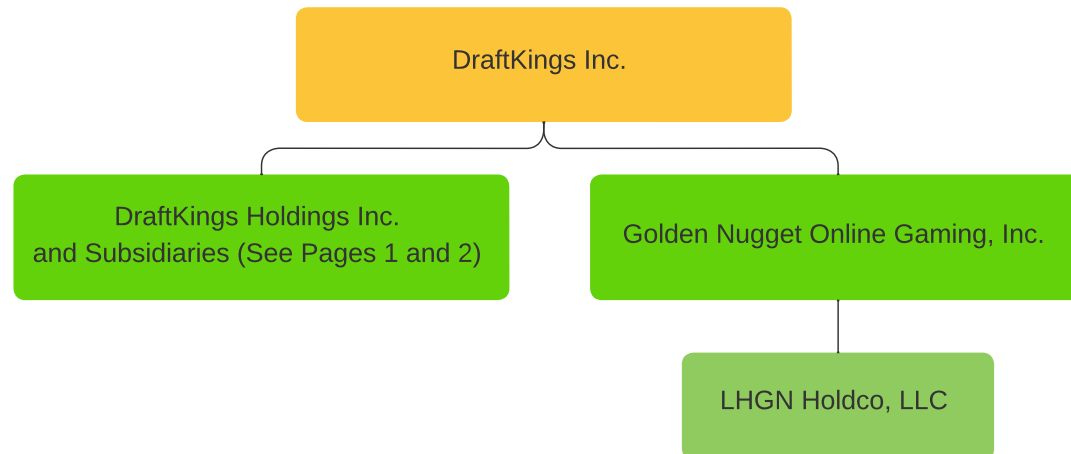 DraftKings Inc.
DraftKings Holdings Inc.
and Subsidiaries (See Pages 1 and 2)
Golden Nugget Online Gaming, Inc.
LHGN Holdco, LLC